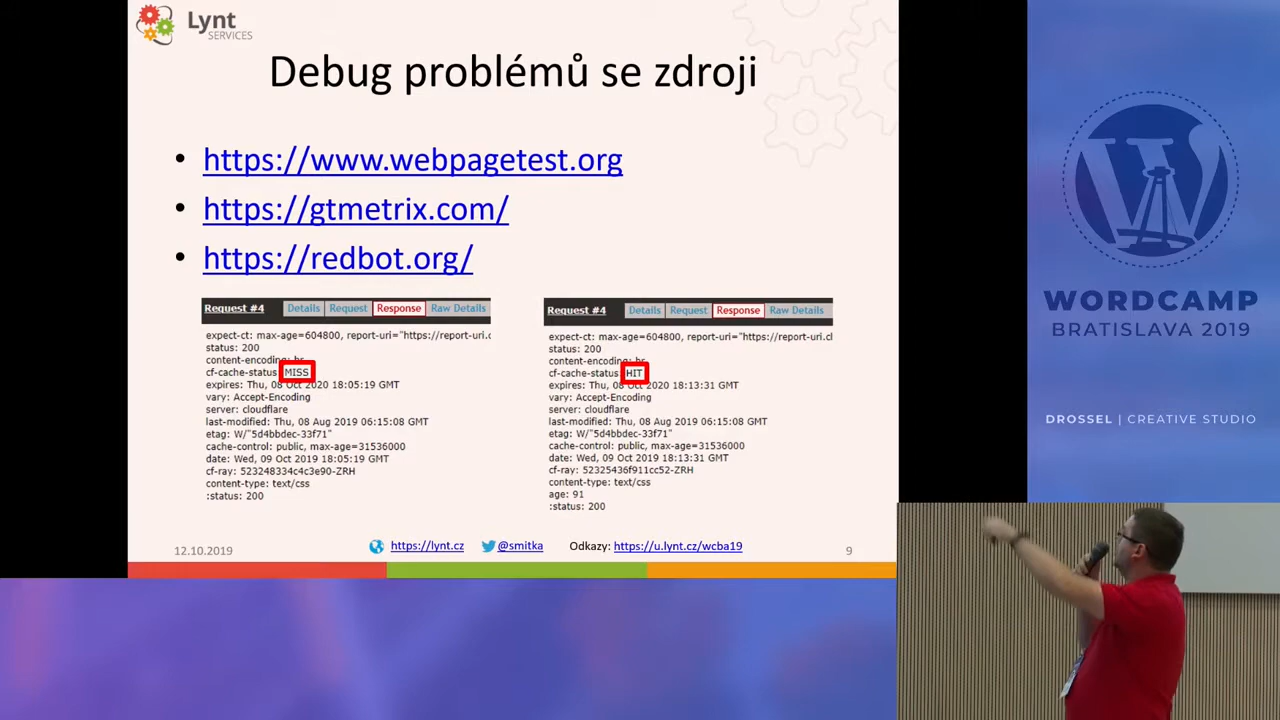 Lynt
SERVICES
Debug problémů se zdroji
• https://www.webpagetest.org
• https://gtmetrix.com/
• https://redbot.org/
Request #4 Details Request Response Raw Details
expect-ct: max-age=604800, report-uri="https://report-uri.c
status: 200
content-encoding: br
cf-cache-status MISS
expires: Thu, 08 Oct 2020 18:05:19 GMT
vary: Accept-Encoding
server: cloudflare
last-modified: Thu, 08 Aug 2019 06:15:08 GMT
etag: W/"5d4bbdec-33f71"
cache-control: public, max-age=31536000
date: Wed, 09 Oct 2019 18:05:19 GMT
cf-ray: 523248334c4c3e90-ZRH
content-type: text/css
:status: 200
Request #4 Details Request Response Raw Details
expect-ct: max-age=604800, report-uri="https://report-uri.cl
status: 200
content-encoding: br
cf-cache-status HIT
expires: Thu, 08 Oct 2020 18:13:31 GMT
vary: Accept-Encoding
server: cloudflare
last-modified: Thu, 08 Aug 2019 06:15:08 GMT
etag: W/"5d4bbdec-33f71"
cache-control: public, max-age=31536000
date: Wed, 09 Oct 2019 18:13:31 GMT
cf-ray: 52325436f911cc52-ZRH
content-type: text/css
age: 91
:status: 200
12.10.2019 https://lynt.cz @smitka Odkazy: https://u.lynt.cz/wcba19 9
WORDCAMP
BRATISLAVA 2019
DROSSEL | CREATIVE STUDIO